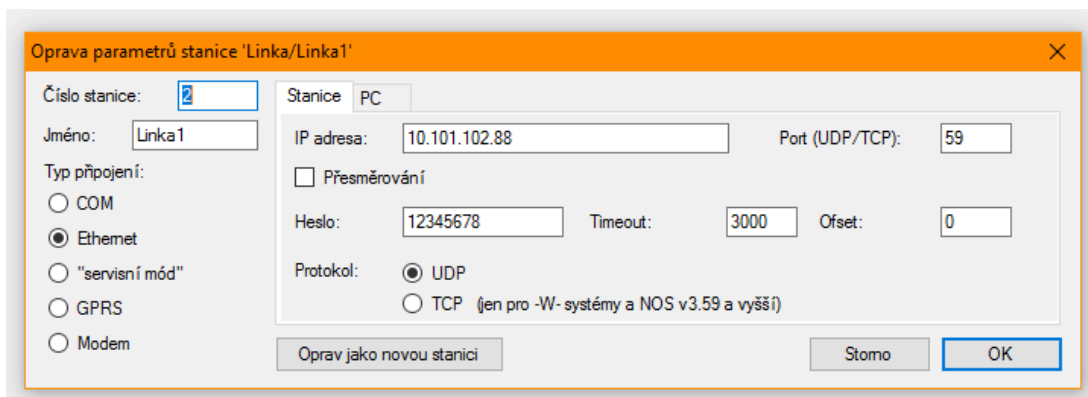 Oprava parametrů stanice 'Linka/Linka1'
Číslo stanice: 2
Jméno: Linka1
Typ připojení:
COM
Ethernet
"servisní mód"
GPRS
Modem
Stanice PC
IP adresa: 10.101.102.88 Port (UDP/TCP): 59
Přesměrování
Heslo: 12345678 Timeout: 3000 Ofset: 0
Protokol: UDP
TCP (jen pro -W- systémy a NOS v3.59 a vyšší)
Oprav jako novou stanici Storno OK